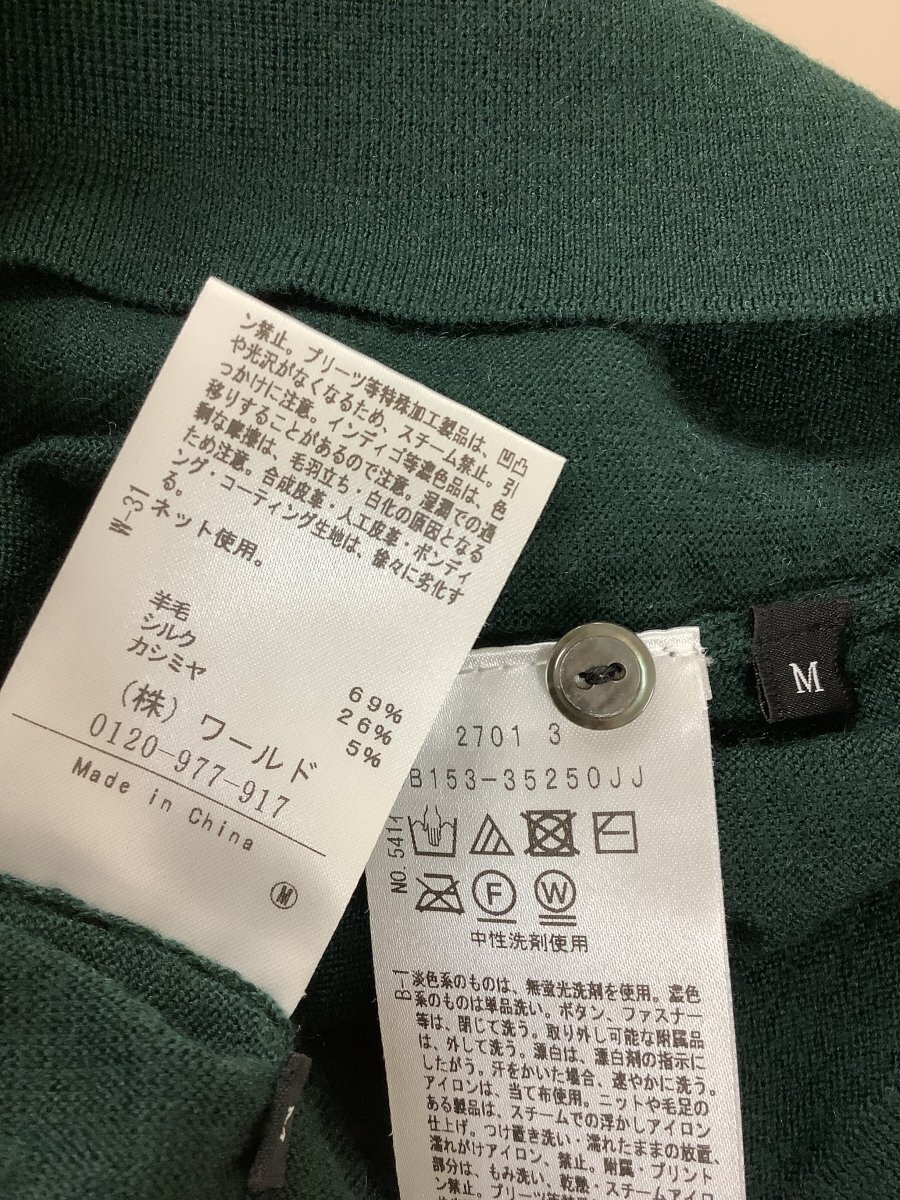 ン禁止。プリーツ等特殊加工製品は、凹凸
や光沢がなくなるため、スチーム禁止。引
っかけに注意。インディゴ等濃色品は、色
移りすることがあるので注意。湿潤での過
剰な摩擦は、毛羽立ち・白化の原因となる
ため注意。合成皮革・人工皮革・ボンディ
ング・コーティング生地は、徐々に劣化す
る。
W-31
ネット使用。
羊毛 69%
シルク 26%
カシミヤ 5%
(株)ワールド
0120-977-917
Made in China
M
M
2701 3
B153-35250JJ
NO.5411
F
W
中性洗剤使用
B-1
淡色系のものは、無蛍光洗剤を使用。濃色
系のものは単品洗い。ボタン、ファスナー
等は、閉じて洗う。取り外し可能な附属品
は、外して洗う。漂白は、漂白剤の指示に
したがう。汗をかいた場合、速やかに洗う。
アイロンは、当て布使用。ニットや毛足の
ある製品は、スチームでの浮かしアイロン
仕上げ。つけ置き洗い・濡れたままの放置、
濡れがけアイロン、禁止。附属・プリント
部分は、もみ洗い、乾燥・スチームアイロ
ン禁止。プリーツ等特殊